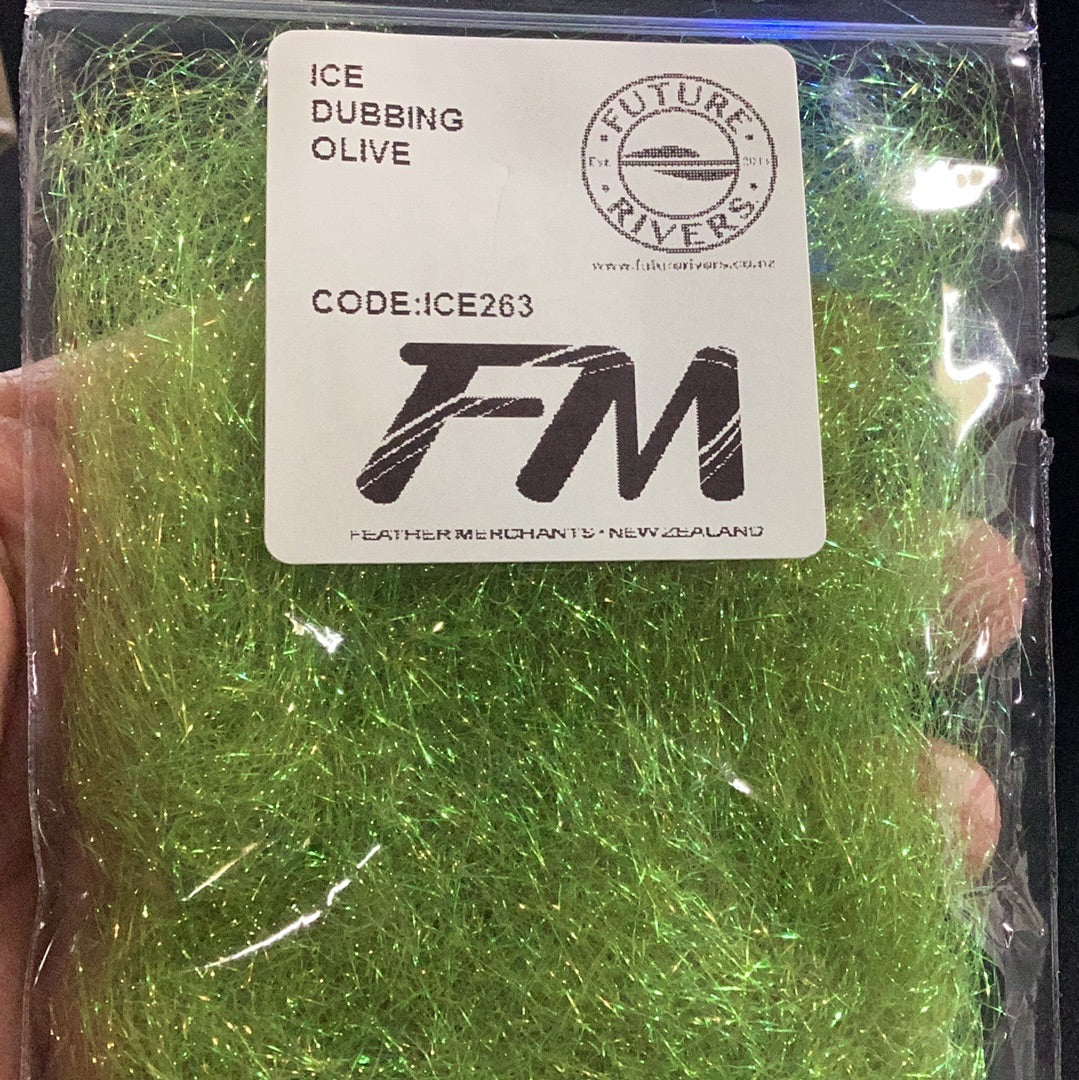 ICE
DUBBING
OLIVE
FUTURE
Est.
RIVERS
www.futurerivers.co.nz
CODE:ICE263
FM
FEATHER MERCHANTS • NEW ZEALAND